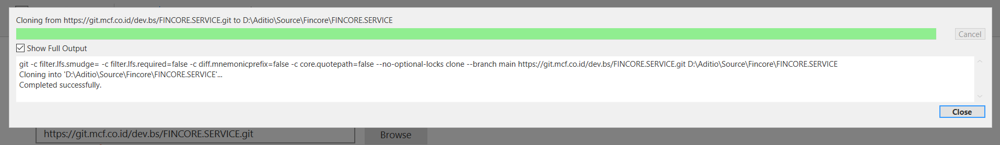 Cloning from https://git.mcf.co.id/dev.bs/FINCORE.SERVICE.git to D:\Aditio\Source\Fincore\FINCORE.SERVICE
Cancel
Show Full Output
git -c filter.lfs.smudge= -c filter.lfs.required=false -c diff.mnemonicprefix=false -c core.quotepath=false --no-optional-locks clone --branch main https://git.mcf.co.id/dev.bs/FINCORE.SERVICE.git D:\Aditio\Source\Fincore\FINCORE.SERVICE
Cloning into 'D:\Aditio\Source\Fincore\FINCORE.SERVICE'...
Completed successfully.
Close
https://git.mcf.co.id/dev.bs/FINCORE.SERVICE.git
Browse